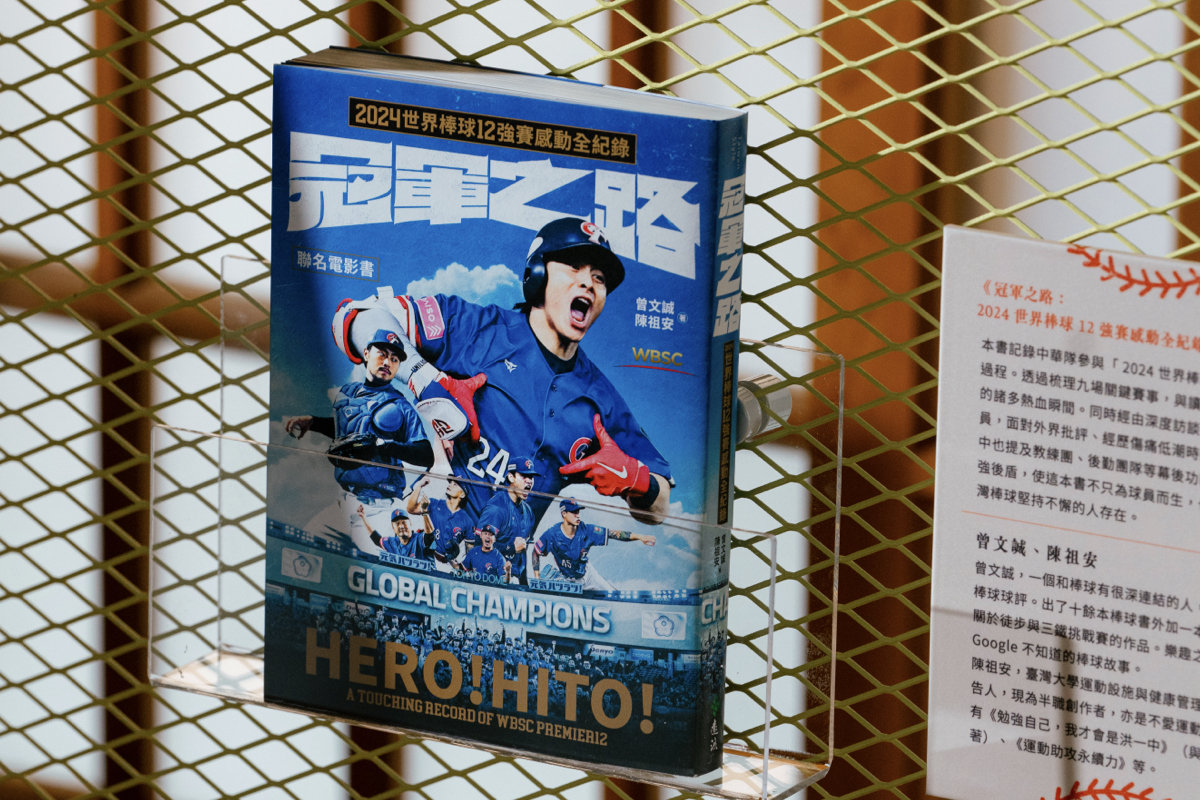 2024世界棒球12強賽感動全紀錄
冠軍之路
聯名電影書
曾文誠
陳祖安
著
WBSC
24
TOKYO DOME
GLOBAL CHAMPIONS
HERO!HITO!
A TOUCHING RECORD OF WBSC PREMIER12
冠軍之路
曾文誠
陳祖安
遠流
《冠軍之路：
2024 世界棒球 12 強賽感動全紀錄
本書記錄中華隊參與「2024 世界棒
過程。透過梳理九場關鍵賽事，與讀
的諸多熱血瞬間。同時經由深度訪談
員，面對外界批評、經歷傷痛低潮時
中也提及教練團、後勤團隊等幕後功
強後盾，使這本書不只為球員而生，
灣棒球堅持不懈的人存在。
曾文誠、陳祖安
曾文誠，一個和棒球有很深連結的人
棒球球評。出了十餘本棒球書外加一
關於徒步與三鐵挑戰賽的作品。樂趣之
Google 不知道的棒球故事。
陳祖安，臺灣大學運動設施與健康管理
告人，現為半職創作者，亦是不愛運動
有《勉強自己，我才會是洪一中》（與
著）、《運動助攻永續力》等。